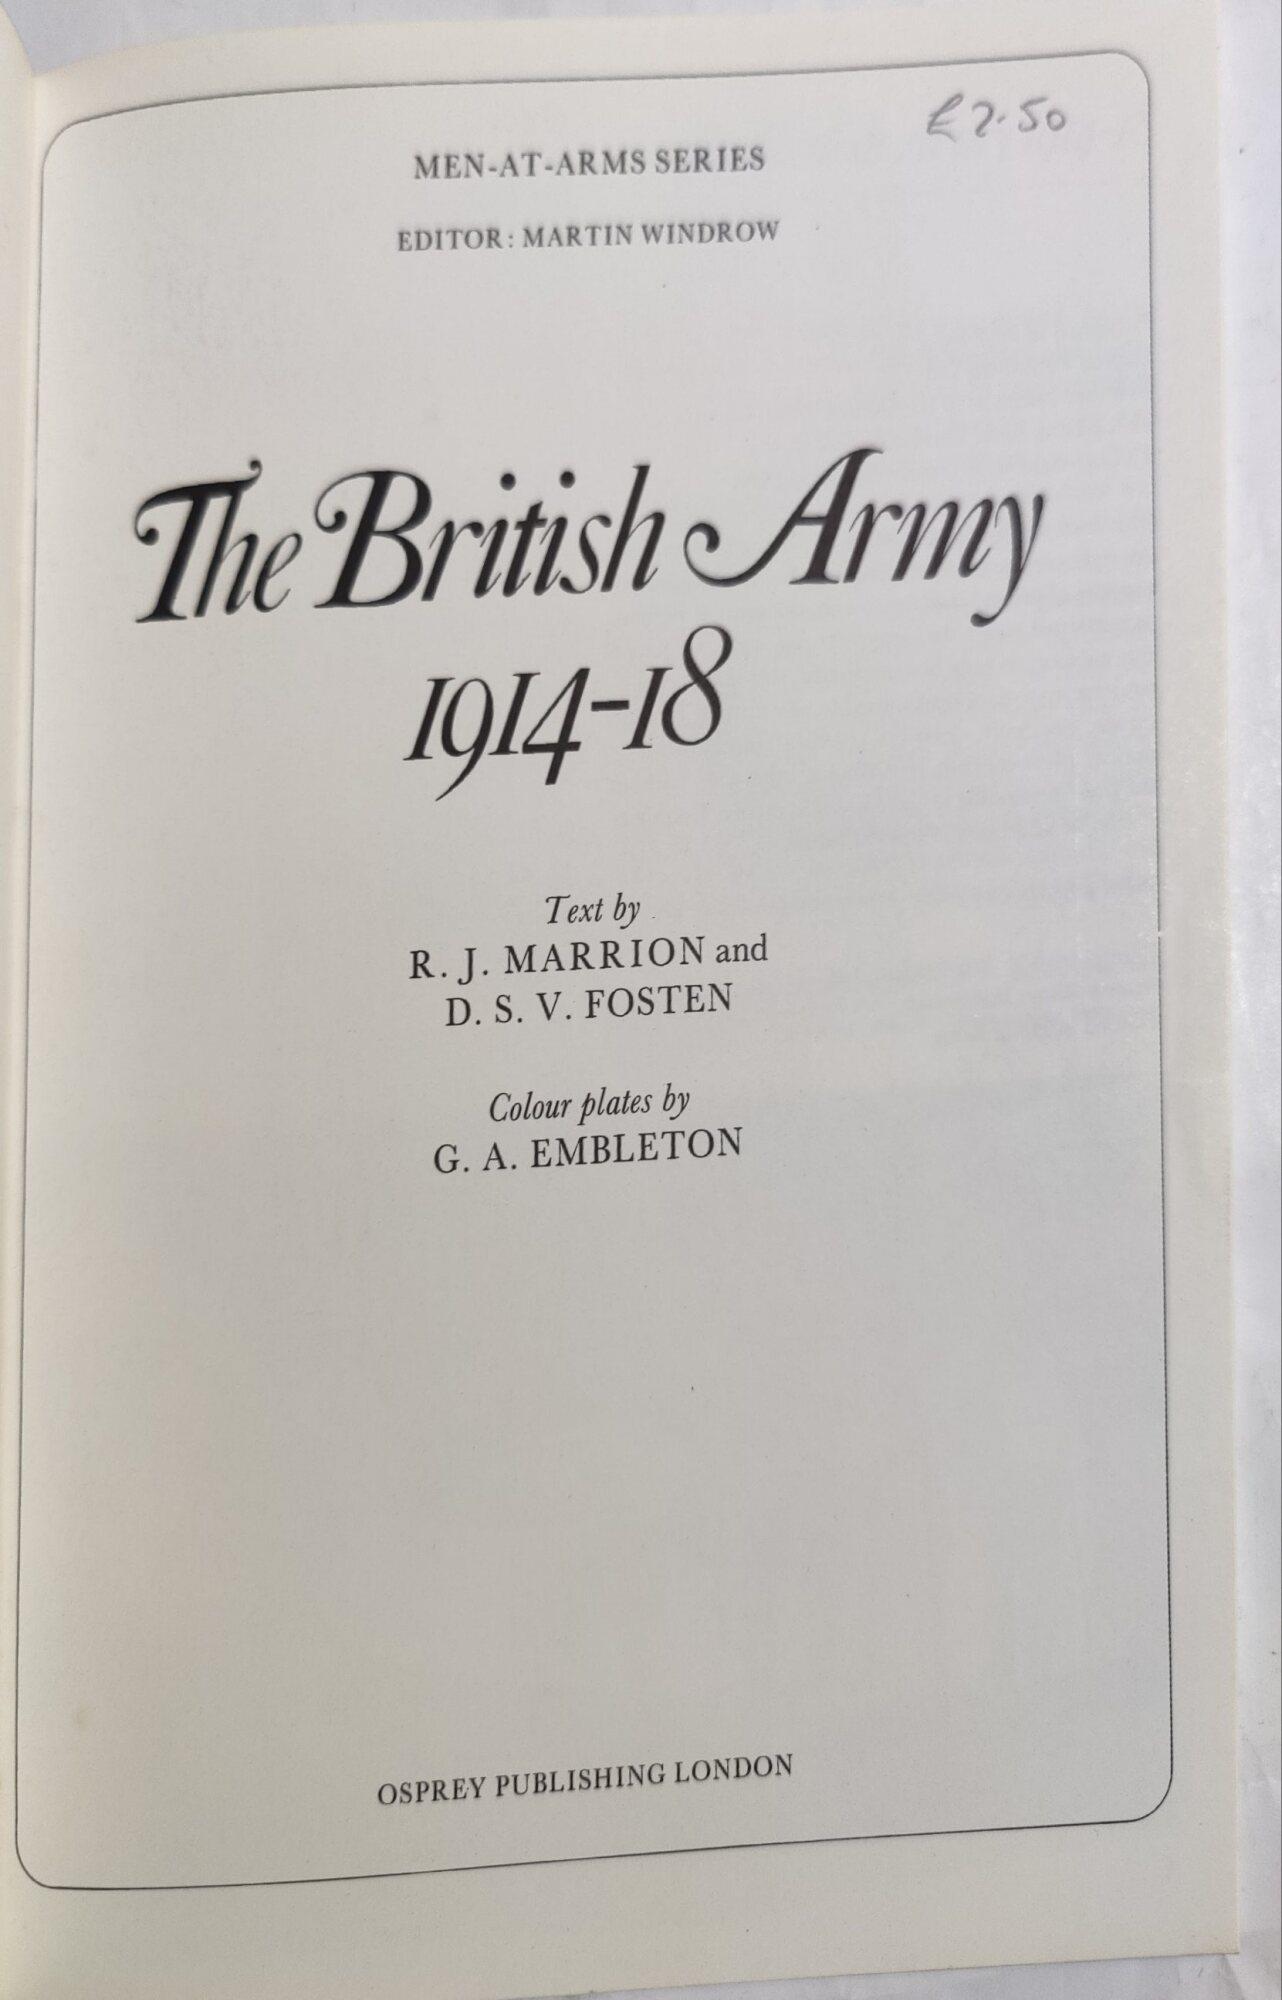 £2.50
MEN-AT-ARMS SERIES
EDITOR: MARTIN WINDROW
The British Army
1914-18
Text by
R. J. MARRION and
D. S. V. FOSTEN
Colour plates by
G. A. EMBLETON
OSPREY PUBLISHING LONDON